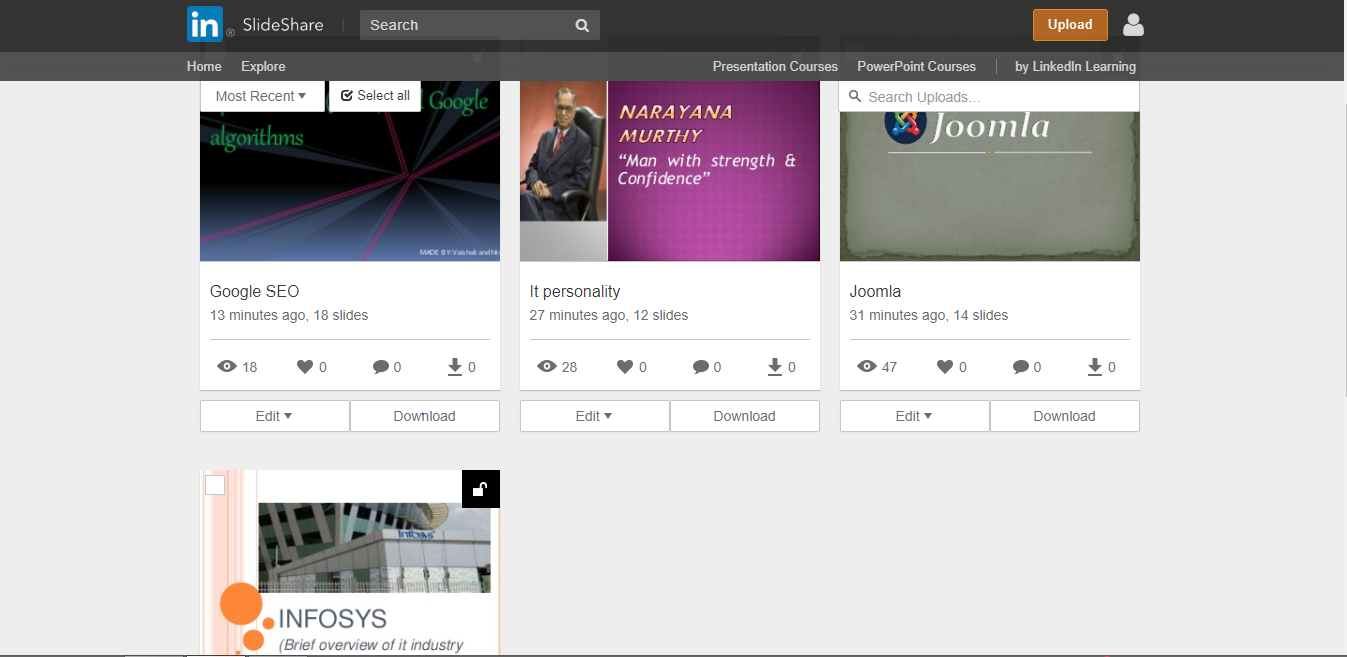 in ® SlideShare Search Upload
Home Explore Presentation Courses PowerPoint Courses by LinkedIn Learning
Most Recent Select all Search Uploads...
Google
algorithms
MADE BY: Vaishali and
NARAYANA
MURTHY
“Man with strength &
Confidence”
Joomla
Google SEO
13 minutes ago, 18 slides
18 0 0 0
Edit Download
It personality
27 minutes ago, 12 slides
28 0 0 0
Edit Download
Joomla
31 minutes ago, 14 slides
47 0 0 0
Edit Download
Infosys
INFOSYS
(Brief overview of it industry